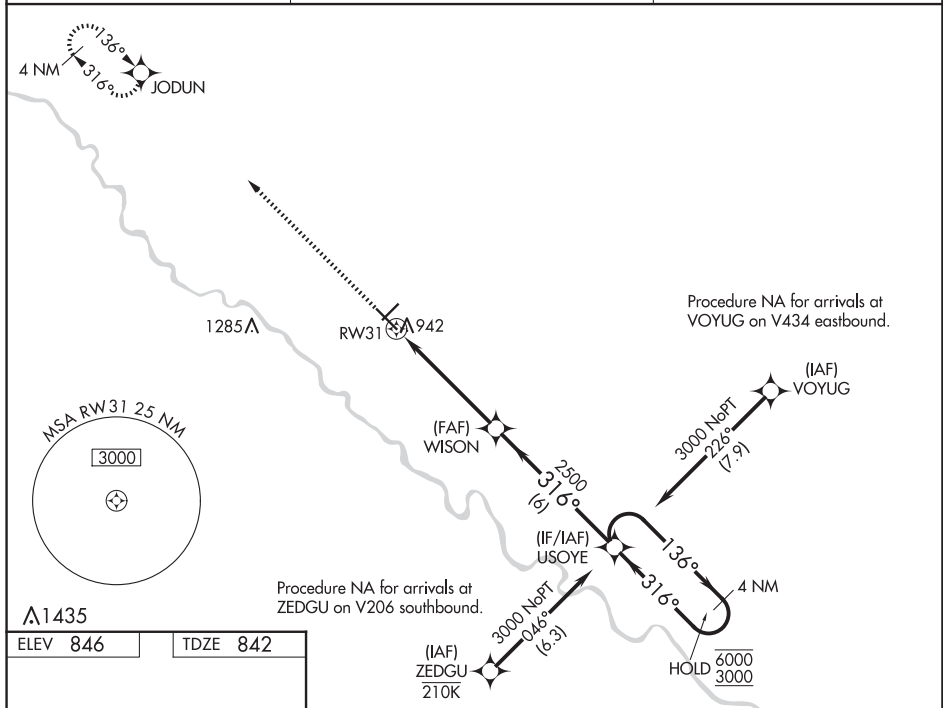 136°
4 NM
316°
JODUN
1285
RW31
942
Procedure NA for arrivals at
VOYUG on V434 eastbound.
(IAF)
VOYUG
3000 NoPT
226°
(7.9)
MSA RW31 25 NM
3000
(FAF)
WISON
2500
316°
(6)
(IF/IAF)
USOYE
136°
316°
4 NM
HOLD
6000
3000
Procedure NA for arrivals at
ZEDGU on V206 southbound.
3000 NoPT
046°
(6.3)
(IAF)
ZEDGU
210K
1435
ELEV 846
TDZE 842